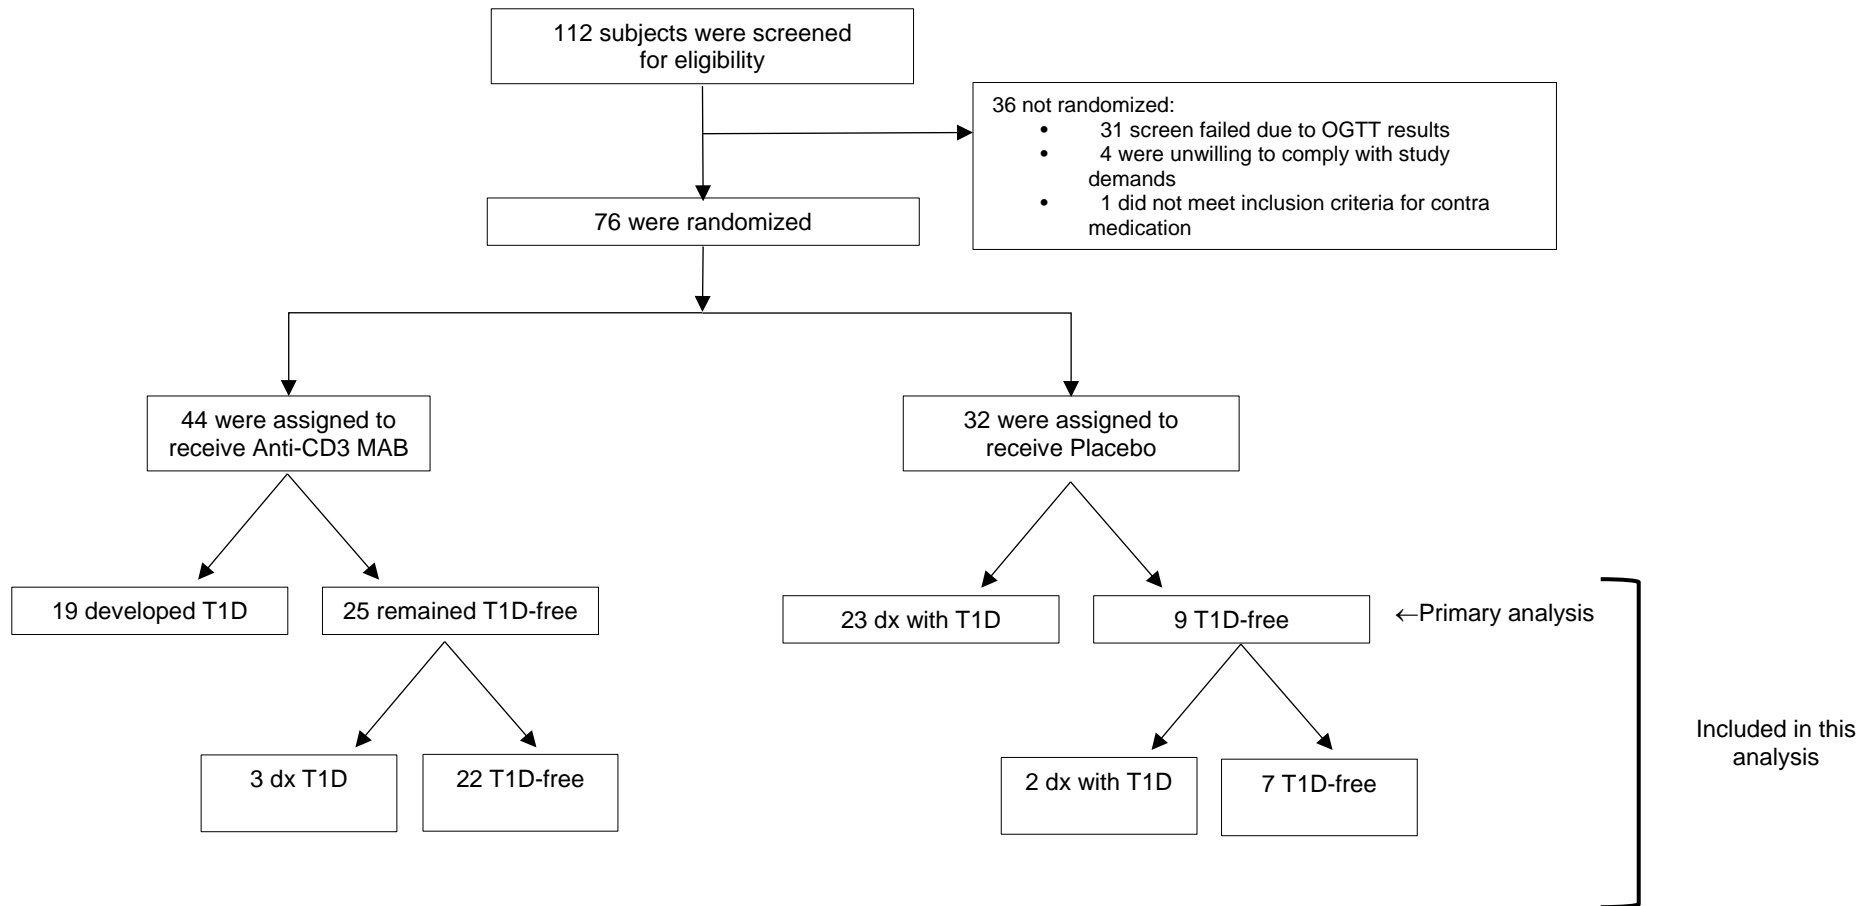 112 subjects were screened
for eligibility
36 not randomized:
• 31 screen failed due to OGTT results
• 4 were unwilling to comply with study
demands
• 1 did not meet inclusion criteria for contra
medication
76 were randomized
44 were assigned to
receive Anti-CD3 MAB
32 were assigned to
receive Placebo
19 developed T1D
25 remained T1D-free
23 dx with T1D
9 T1D-free
←Primary analysis
3 dx T1D
22 T1D-free
2 dx with T1D
7 T1D-free
Included in this
analysis